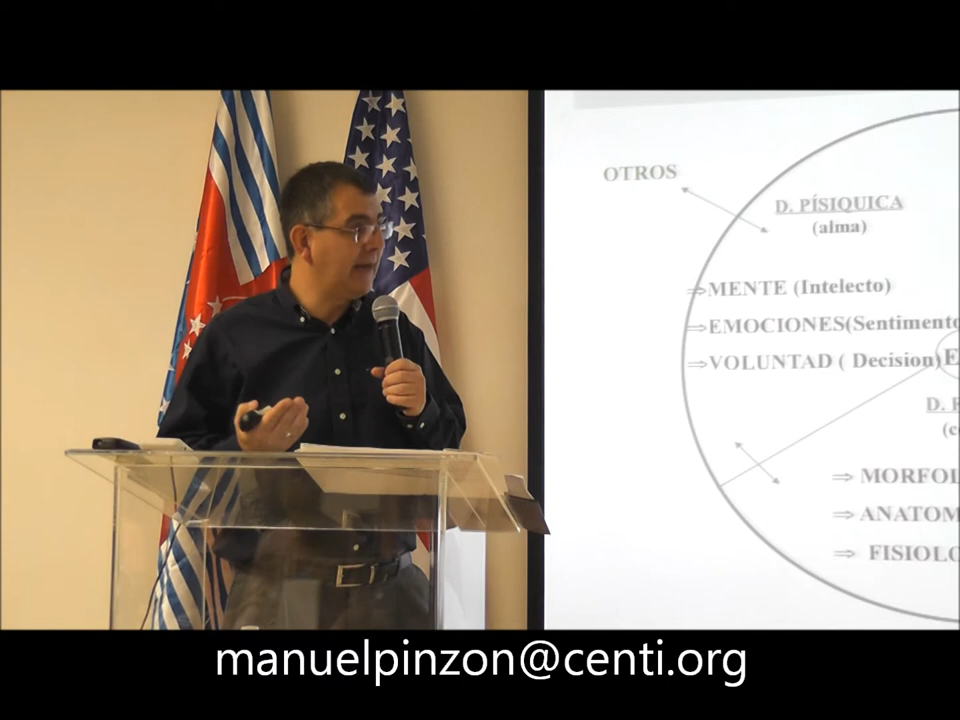 OTROS
D. PÍSIQUICA
(alma)
⇒MENTE (Intelecto)
⇒EMOCIONES(Sentimento
⇒VOLUNTAD ( Decision)
⇒ MORFOL
⇒ ANATOM
⇒ FISIOLO
manuelpinzon@centi.org